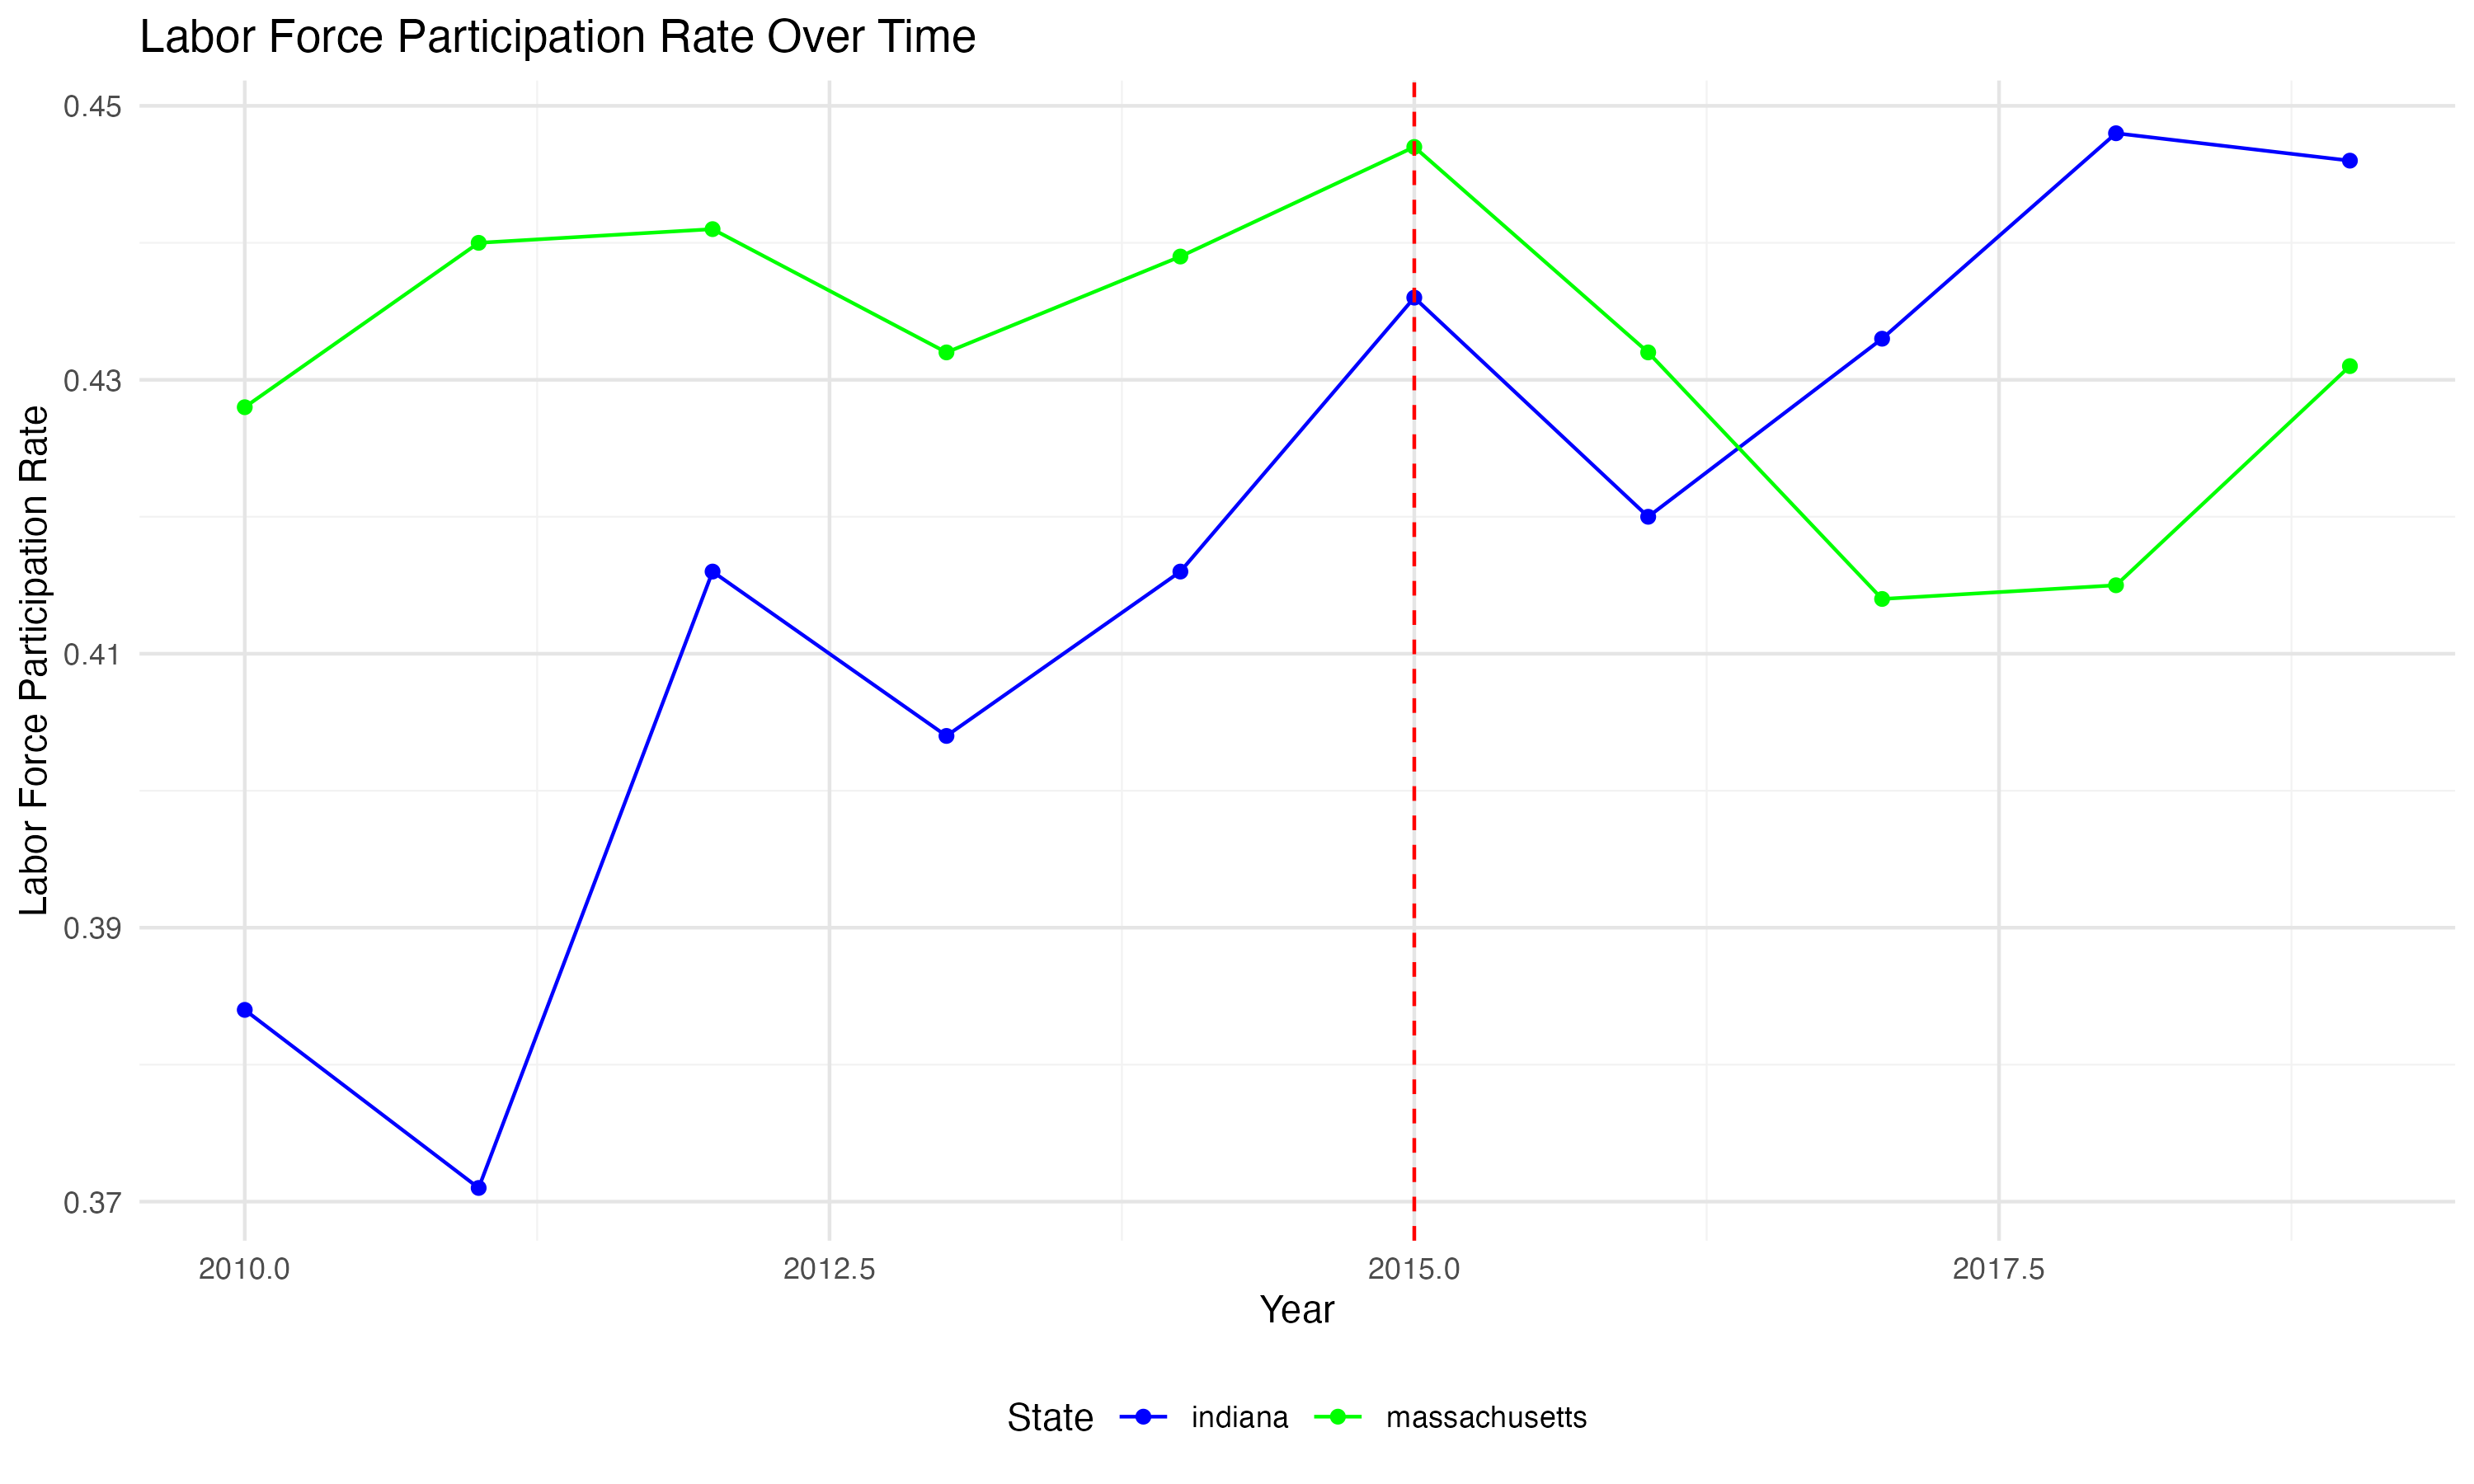 Labor Force Participation Rate Over Time
Labor Force Participation Rate
0.45
0.43
0.41
0.39
0.37
2010.0 2012.5 2015.0 2017.5
Year
State indiana massachusetts